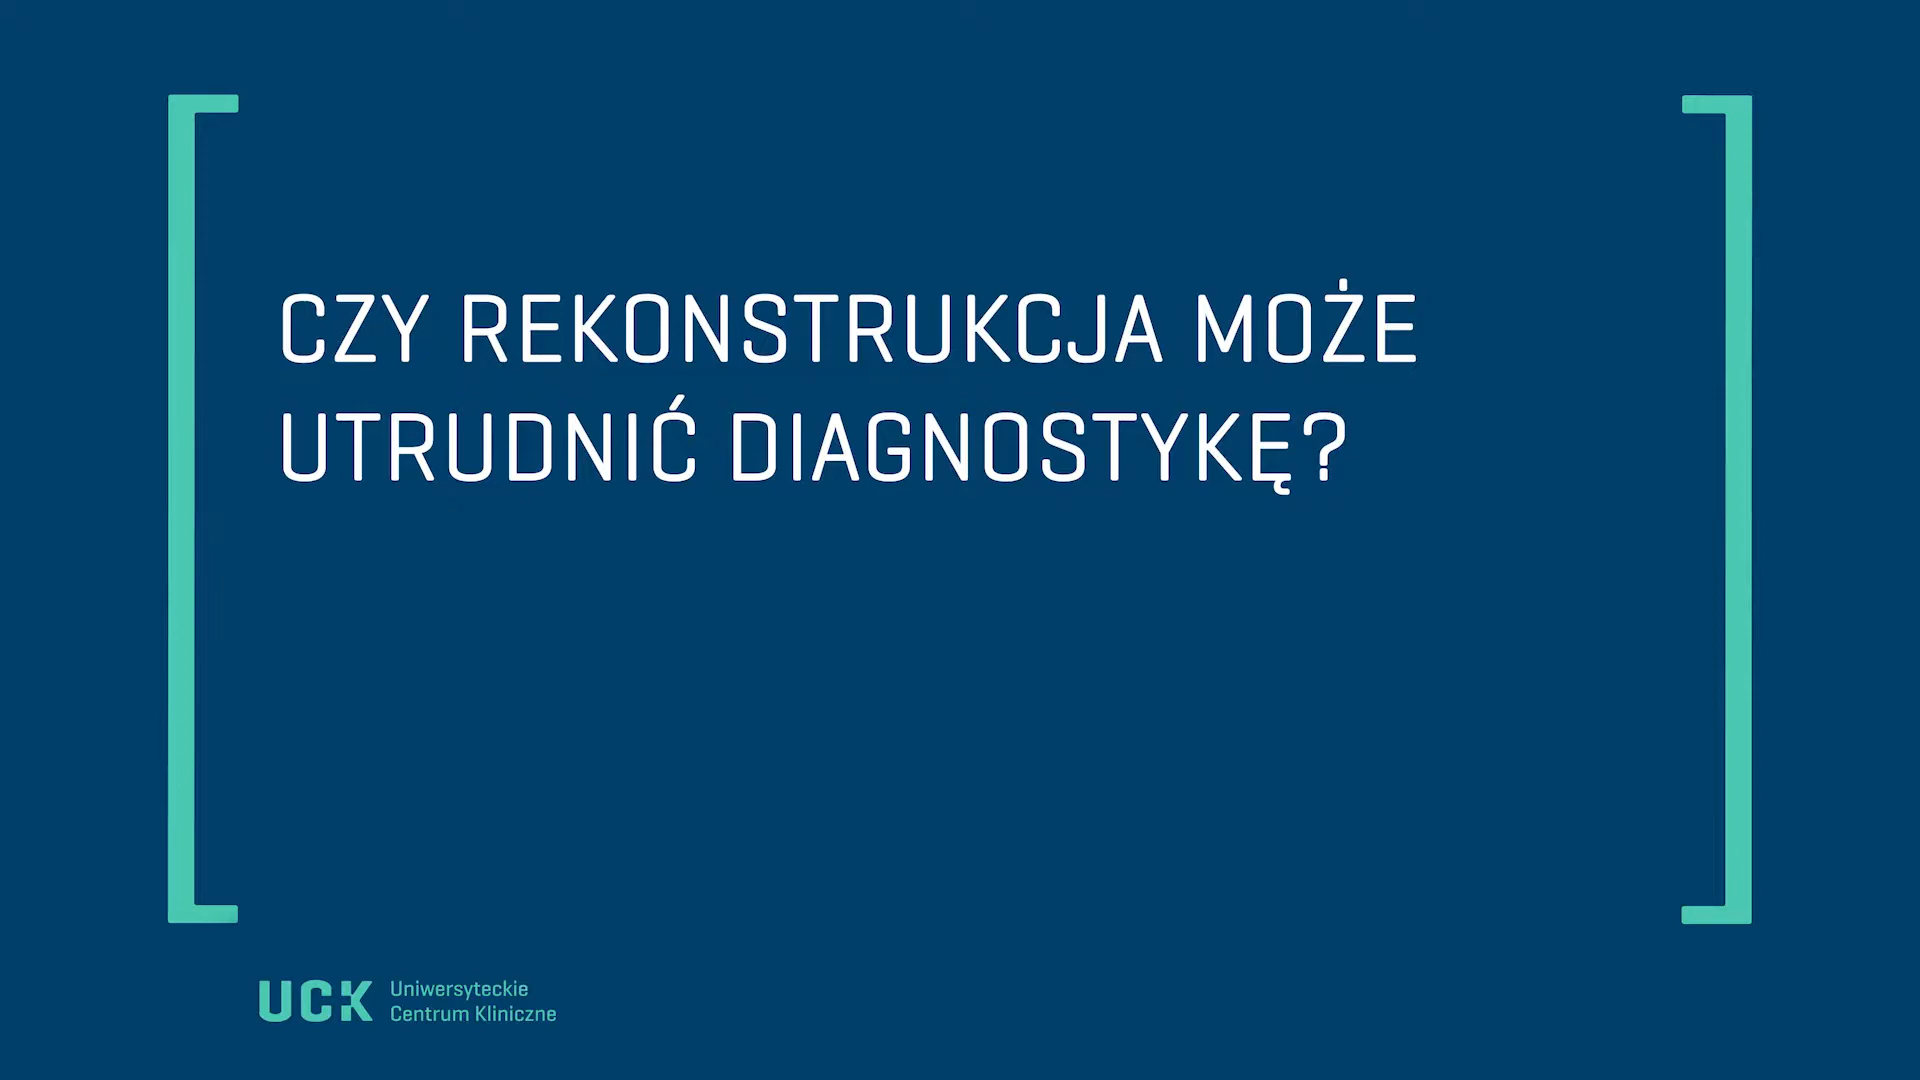 CZY REKONSTRUKCJA MOŻE
UTRUDNIĆ DIAGNOSTYKĘ?
UCK
Uniwersyteckie
Centrum Kliniczne